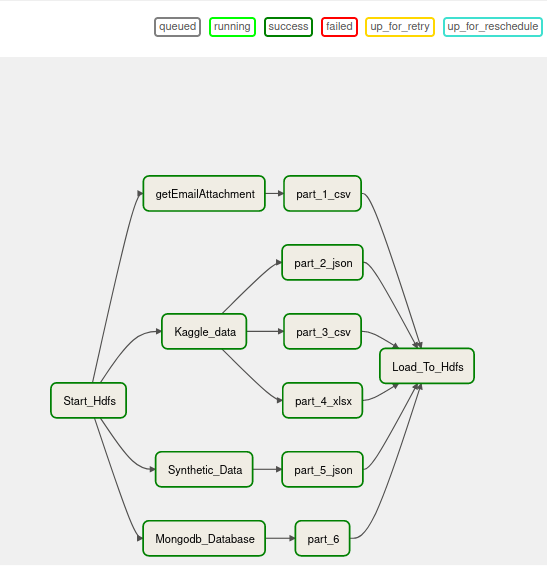 queued running success failed up_for_retry up_for_reschedule
getEmailAttachment part_1_csv
part_2_json
Kaggle_data part_3_csv
Load_To_Hdfs
Start_Hdfs part_4_xlsx
Synthetic_Data part_5_json
Mongodb_Database part_6